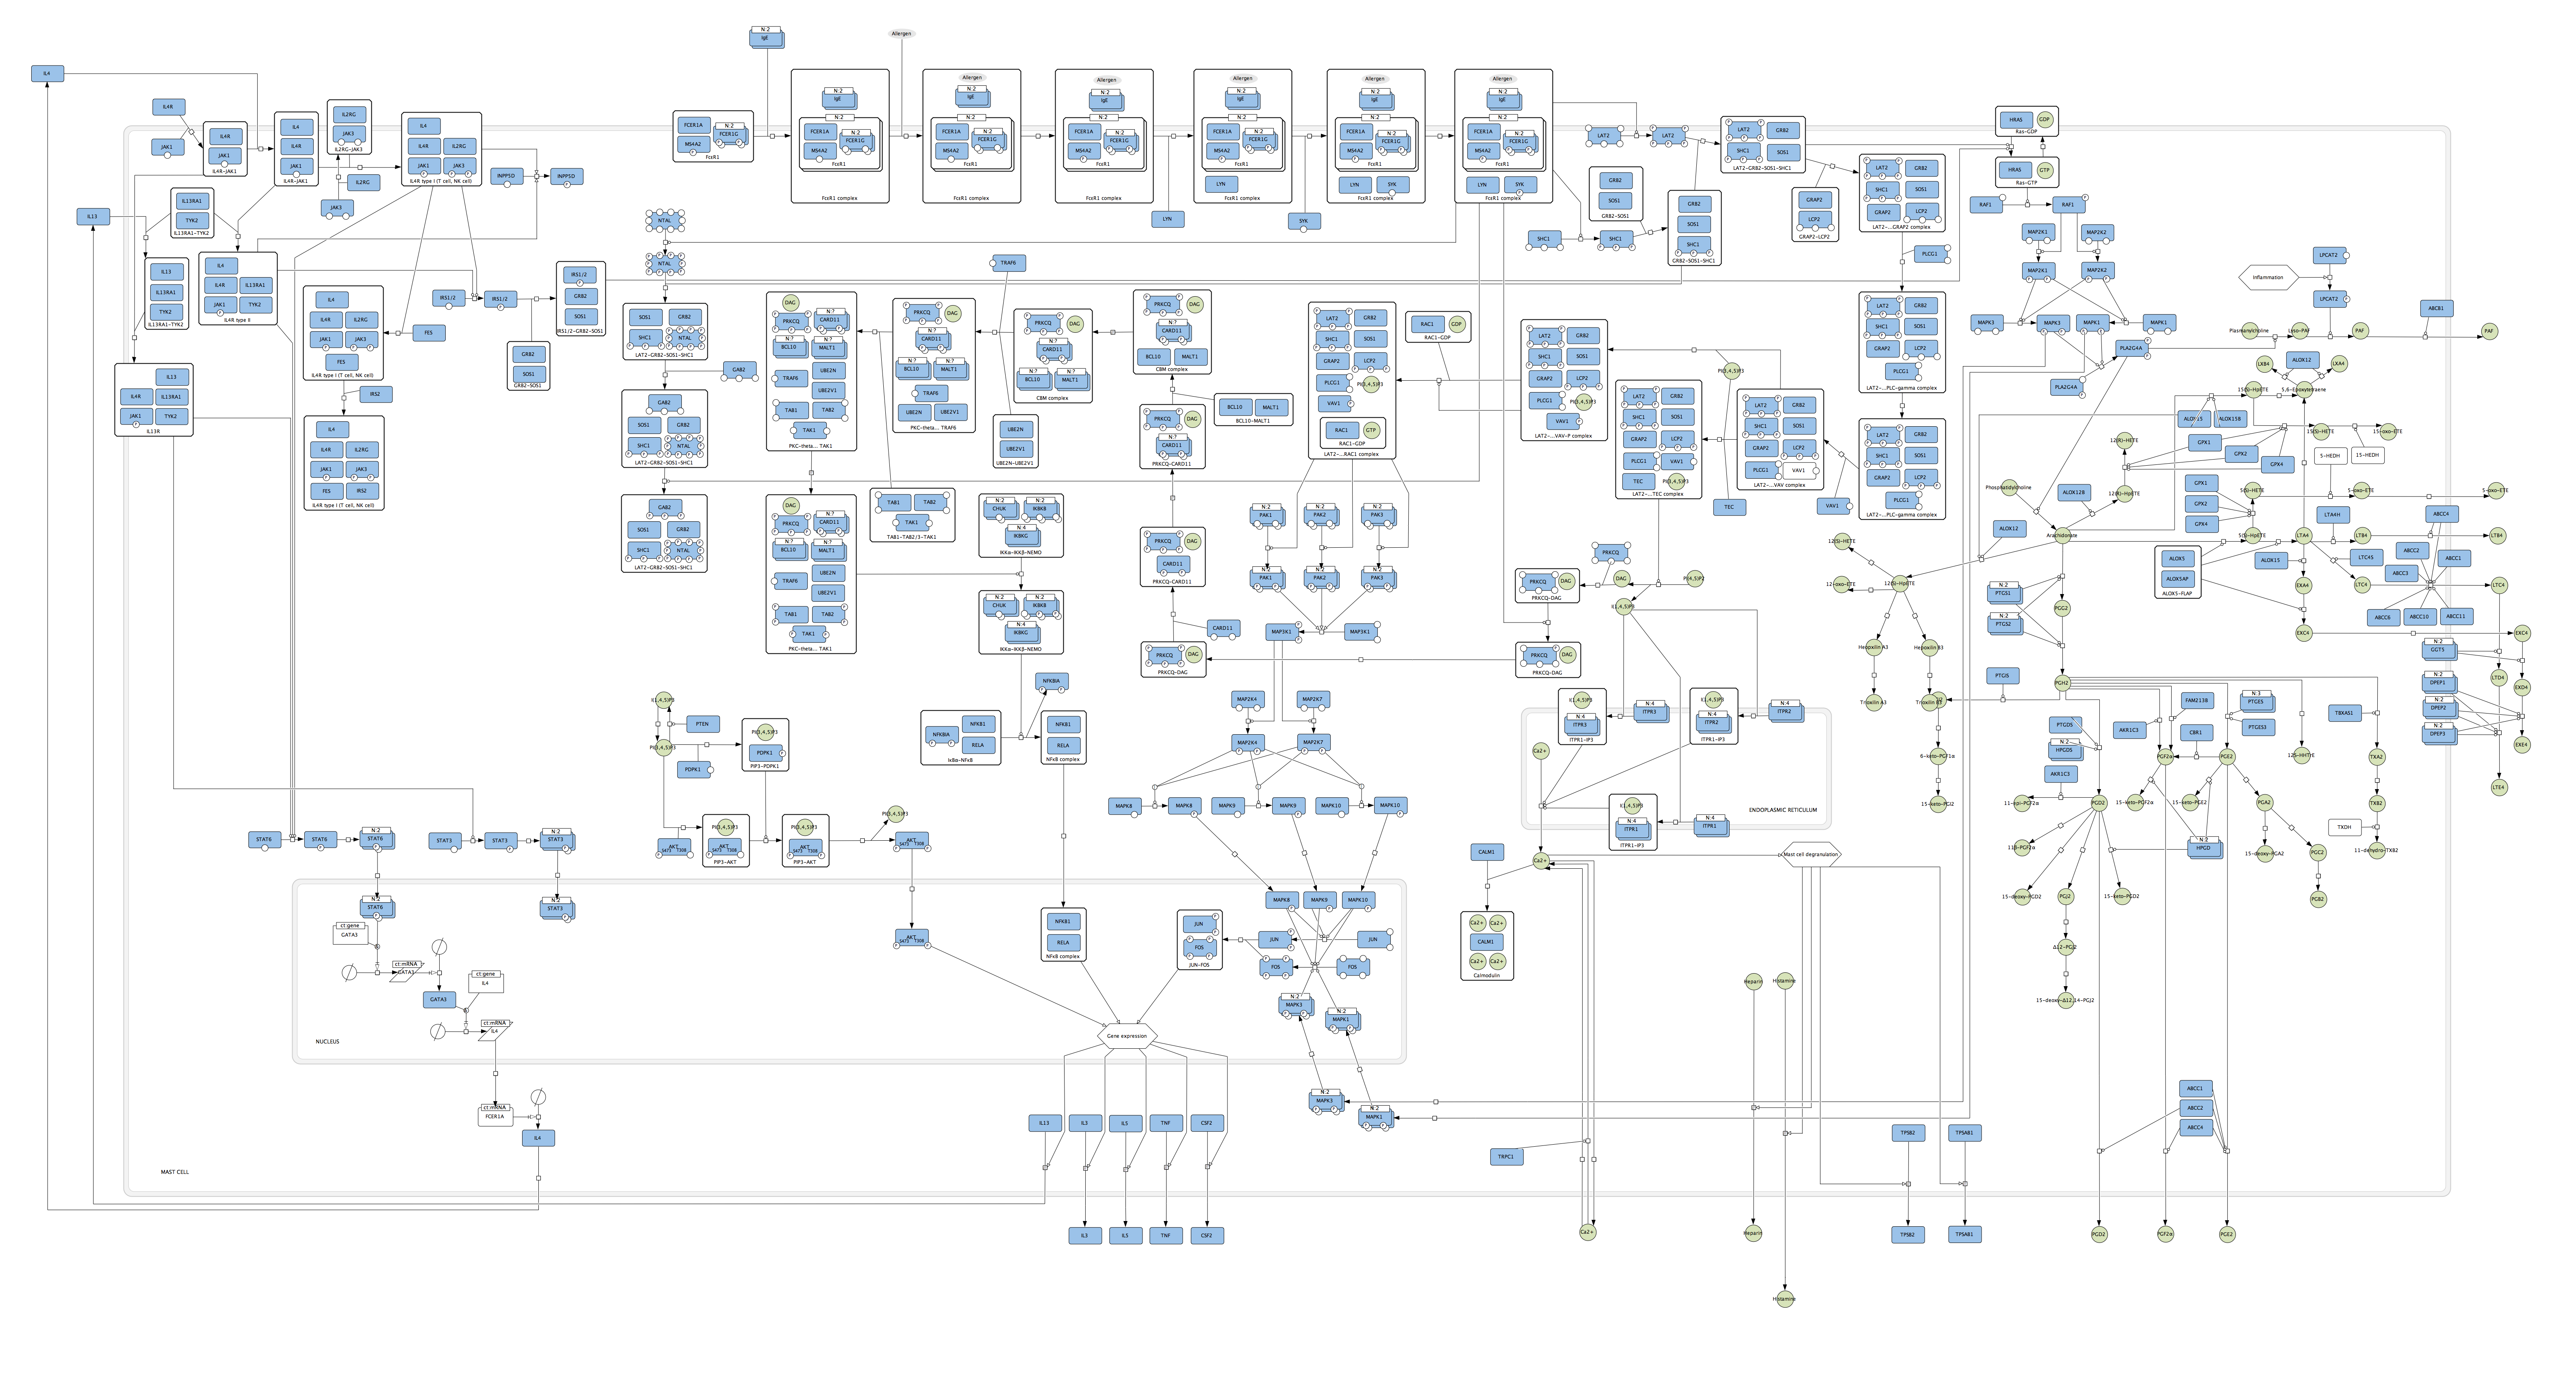 N:2
IgE
Allergen
IL4
IL4R
JAK1
IL4R
JAK1
IL4R-JAK1
IL4
IL4R
JAK1
IL4R-JAK1
IL2RG
JAK3
IL2RG-JAK3
IL2RG
JAK3
IL4
IL4R
IL2RG
JAK1
JAK3
IL4R type I (T cell, NK cell)
INPP5D
INPP5D
FCER1A
N:2
FCER1G
MS4A2
FcεR1
N:2
IgE
N:2
FCER1A
N:2
FCER1G
MS4A2
FcεR1
FcεR1 complex
Allergen
N:2
IgE
N:2
FCER1A
N:2
FCER1G
MS4A2
FcεR1
FcεR1 complex
Allergen
N:2
IgE
N:2
FCER1A
N:2
FCER1G
MS4A2
FcεR1
FcεR1 complex
LYN
Allergen
N:2
IgE
N:2
FCER1A
N:2
FCER1G
MS4A2
FcεR1
LYN
FcεR1 complex
SYK
Allergen
N:2
IgE
N:2
FCER1A
N:2
FCER1G
MS4A2
FcεR1
LYN
SYK
FcεR1 complex
Allergen
N:2
IgE
N:2
FCER1A
N:2
FCER1G
MS4A2
FcεR1
LYN
SYK
FcεR1 complex
LAT2
LAT2
LAT2
GRB2
SHC1
SOS1
LAT2-GRB2-SOS1-SHC1
GRB2
SOS1
GRB2-SOS1
SHC1
SHC1
GRB2
SOS1
SHC1
GRB2-SOS1-SHC1
GRAP2
LCP2
GRAP2-LCP2
LAT2
GRB2
SHC1
SOS1
GRAP2
LCP2
LAT2-...GRAP2 complex
PLCG1
HRAS
GDP
Ras-GDP
HRAS
GTP
Ras-GTP
RAF1
RAF1
MAP2K1
MAP2K2
MAP2K1
MAP2K2
MAPK3
MAPK3
MAPK1
MAPK1
PLA2G4A
PLA2G4A
IL13
IL13RA1
TYK2
IL13RA1-TYK2
IL13
IL13RA1
TYK2
IL13RA1-TYK2
IL4
IL4R
IL13RA1
JAK1
TYK2
IL4R type II
IL13
IL4R
IL13RA1
JAK1
TYK2
IL13R
IL4
IL4R
IL2RG
JAK1
JAK3
FES
IL4R type I (T cell, NK cell)
FES
IRS2
IL4
IL4R
IL2RG
JAK1
JAK3
FES
IRS2
IL4R type I (T cell, NK cell)
IRS1/2
IRS1/2
IRS1/2
GRB2
SOS1
IRS1/2-GRB2-SOS1
GRB2
SOS1
GRB2-SOS1
NTAL
NTAL
SOS1
GRB2
SHC1
NTAL
LAT2-GRB2-SOS1-SHC1
GAB2
GAB2
SOS1
GRB2
SHC1
NTAL
LAT2-GRB2-SOS1-SHC1
GAB2
SOS1
GRB2
SHC1
NTAL
LAT2-GRB2-SOS1-SHC1
DAG
PRKCQ
N:?
CARD11
N:?
BCL10
N:?
MALT1
UBE2N
TRAF6
UBE2V1
TAB1
TAB2
TAK1
PKC-theta... TAK1
DAG
PRKCQ
N:?
CARD11
N:?
BCL10
N:?
MALT1
UBE2N
TRAF6
UBE2V1
TAB1
TAB2
TAK1
PKC-theta... TAK1
PRKCQ
DAG
N:?
CARD11
N:?
BCL10
N:?
MALT1
TRAF6
UBE2N
UBE2V1
PKC-theta... TRAF6
TAB1
TAB2
TAK1
TAB1-TAB2/3-TAK1
TRAF6
UBE2N
UBE2V1
UBE2N-UBE2V1
PRKCQ
DAG
N:?
CARD11
N:?
BCL10
N:?
MALT1
CBM complex
PRKCQ
DAG
N:?
CARD11
BCL10
MALT1
CBM complex
BCL10
MALT1
BCL10-MALT1
PRKCQ
DAG
N:?
CARD11
PRKCQ-CARD11
PRKCQ
DAG
CARD11
PRKCQ-CARD11
CARD11
PRKCQ
DAG
PRKCQ-DAG
N:2
CHUK
N:2
IKBKB
N:4
IKBKG
IKKα-IKKβ-NEMO
N:2
CHUK
N:2
IKBKB
N:4
IKBKG
IKKα-IKKβ-NEMO
NFKBIA
NFKBIA
NFKB1
RELA
IκBα-NFκB
NFKB1
RELA
NFκB complex
LAT2
GRB2
SHC1
SOS1
GRAP2
LCP2
PLCG1
PI(3,4,5)P3
VAV1
RAC1
GTP
RAC1-GDP
LAT2-...RAC1 complex
RAC1
GDP
RAC1-GDP
LAT2
GRB2
SHC1
SOS1
GRAP2
LCP2
PLCG1
PI(3,4,5)P3
VAV1
LAT2-...VAV-P complex
LAT2
GRB2
SHC1
SOS1
GRAP2
LCP2
PLCG1
VAV1
TEC
PI(3,4,5)P3
LAT2-...TEC complex
PI(3,4,5)P3
TEC
LAT2
GRB2
SHC1
SOS1
GRAP2
LCP2
PLCG1
VAV1
LAT2-...VAV complex
VAV1
LAT2
GRB2
SHC1
SOS1
GRAP2
LCP2
PLCG1
LAT2-...PLC-gamma complex
LAT2
GRB2
SHC1
SOS1
GRAP2
LCP2
PLCG1
LAT2-...PLC-gamma complex
N:2
PAK1
N:2
PAK2
N:2
PAK3
N:2
PAK1
N:2
PAK2
N:2
PAK3
MAP3K1
MAP3K1
MAP2K4
MAP2K7
MAP2K4
MAP2K7
MAPK8
MAPK8
MAPK9
MAPK9
MAPK10
MAPK10
PRKCQ
PRKCQ
DAG
PRKCQ-DAG
PRKCQ
DAG
PRKCQ-DAG
DAG
PI(4,5)P2
I(1,4,5)P3
I(1,4,5)P3
N:4
ITPR3
ITPR1-IP3
N:4
ITPR3
I(1,4,5)P3
N:4
ITPR2
ITPR1-IP3
N:4
ITPR2
I(1,4,5)P3
N:4
ITPR1
ITPR1-IP3
N:4
ITPR1
Ca2+
ENDOPLASMIC RETICULUM
Ca2+
Mast cell degranulation
CALM1
Ca2+
Ca2+
CALM1
Ca2+
Ca2+
Calmodulin
I(1,4,5)P3
PI(3,4,5)P3
PTEN
PDPK1
PI(3,4,5)P3
PDPK1
PIP3-PDPK1
AKT
S473 T308
PI(3,4,5)P3
AKT
S473 T308
PIP3-AKT
PI(3,4,5)P3
AKT
S473 T308
PIP3-AKT
PI(3,4,5)P3
AKT
S473 T308
STAT6
STAT6
N:2
STAT6
STAT3
STAT3
N:2
STAT3
N:2
STAT6
N:2
STAT3
ct:gene
GATA3
ct:mRNA
GATA3
GATA3
ct:gene
IL4
ct:mRNA
IL4
NUCLEUS
AKT
S473 T308
NFKB1
RELA
NFκB complex
JUN
FOS
JUN-FOS
MAPK8
MAPK9
MAPK10
JUN
JUN
FOS
FOS
N:2
MAPK3
N:2
MAPK1
Gene expression
ct:mRNA
FCER1A
IL4
MAST CELL
IL13
IL3
IL5
TNF
CSF2
N:2
MAPK3
N:2
MAPK1
IL3
IL5
TNF
CSF2
TRPC1
Ca2+
Heparin
Histamine
Heparin
Histamine
TPSB2
TPSAB1
TPSB2
TPSAB1
Inflammation
LPCAT2
LPCAT2
Plasmanylcholine
Lyso-PAF
PAF
ABCB1
PAF
LXB4
ALOX12
LXA4
15(S)-HpETE
5,6-Epoxytetraene
ALOX15
ALOX15B
15(S)-HETE
15-oxo-ETE
12(R)-HETE
GPX1
GPX2
GPX4
5-HEDH
15-HEDH
Phosphatidylcholine
ALOX12B
12(R)-HpETE
GPX1
GPX2
GPX4
5(S)-HETE
5-oxo-ETE
5-oxo-ETE
ALOX12
Arachidonate
5(S)-HpETE
LTA4H
LTA4
LTB4
ABCC4
LTB4
12(S)-HETE
12-oxo-ETE
12(S)-HpETE
ALOX5
ALOX5AP
ALOX5-FLAP
ALOX15
LTC4S
ABCC2
ABCC1
ABCC3
EXA4
LTC4
LTC4
ABCC6
ABCC10
ABCC11
EXC4
EXC4
Hepoxilin A3
Hepoxilin B3
Trioxilin A3
Trioxilin B3
N:2
PTGS1
N:2
PTGS2
PGG2
PGH2
PTGIS
N:2
GGT5
N:2
DPEP1
N:2
DPEP2
N:2
DPEP3
LTD4
EXD4
EXE4
LTE4
6-keto-PGF1α
15-keto-PGI2
PTGDS
N:2
HPGDS
AKR1C3
AKR1C3
FAM213B
CBR1
N:3
PTGES
PTGES3
TBXAS1
12S-HHTE
TXA2
TXB2
TXDH
11-dehydro-TXB2
PGF2α
PGE2
11-epi-PGF2α
PGD2
15-keto-PGF2α
15-keto-PGE2
PGA2
N:2
HPGD
11β-PGF2α
15-deoxy-PGA2
PGC2
PGB2
15-deoxy-PGD2
PGJ2
15-keto-PGD2
Δ12-PGJ2
15-deoxy-Δ12,14-PGJ2
ABCC1
ABCC2
ABCC4
PGD2
PGF2α
PGE2